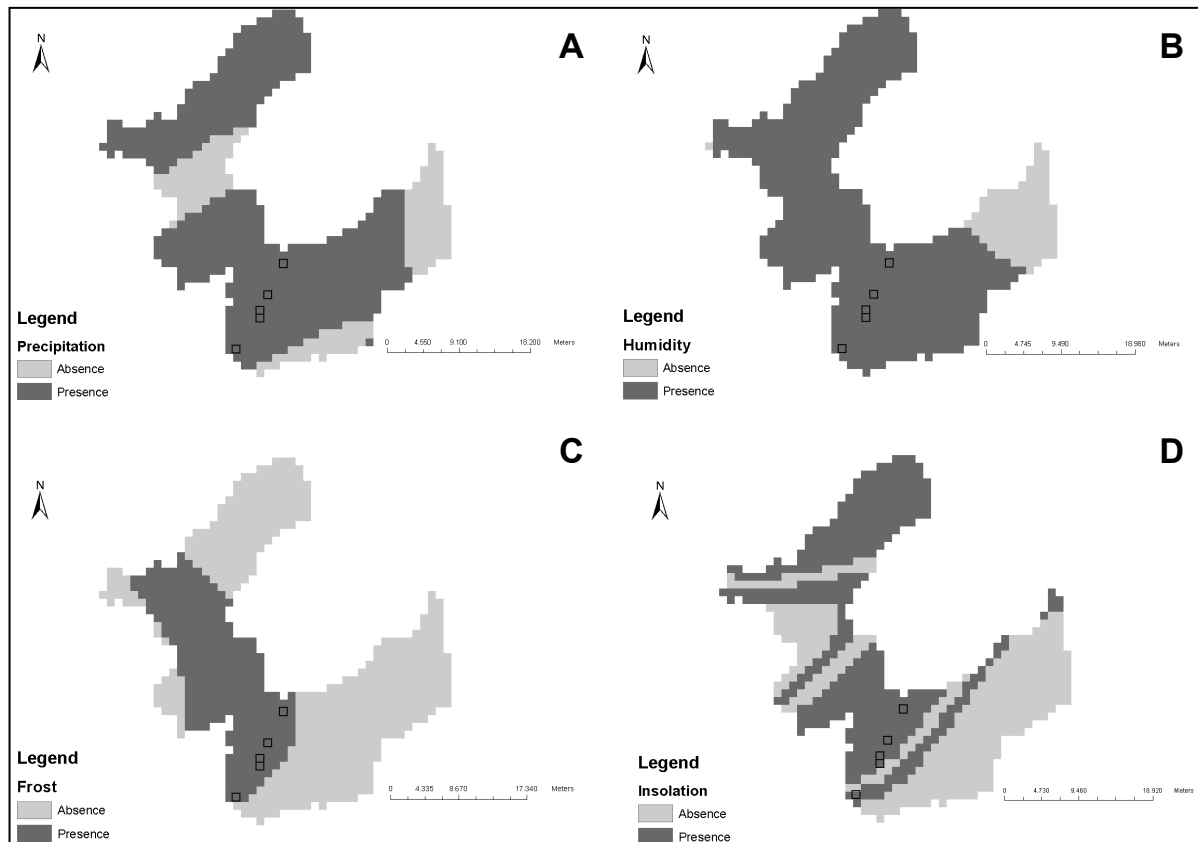 A
N
Legend
Precipitation
Absence
Presence
0 4.550 9.100 18.200
Meters
B
N
Legend
Humidity
Absence
Presence
0 4.745 9.490 18.980
Meters
C
N
Legend
Frost
Absence
Presence
0 4.335 8.670 17.340
Meters
D
N
Legend
Insolation
Absence
Presence
0 4.730 9.460 18.920
Meters